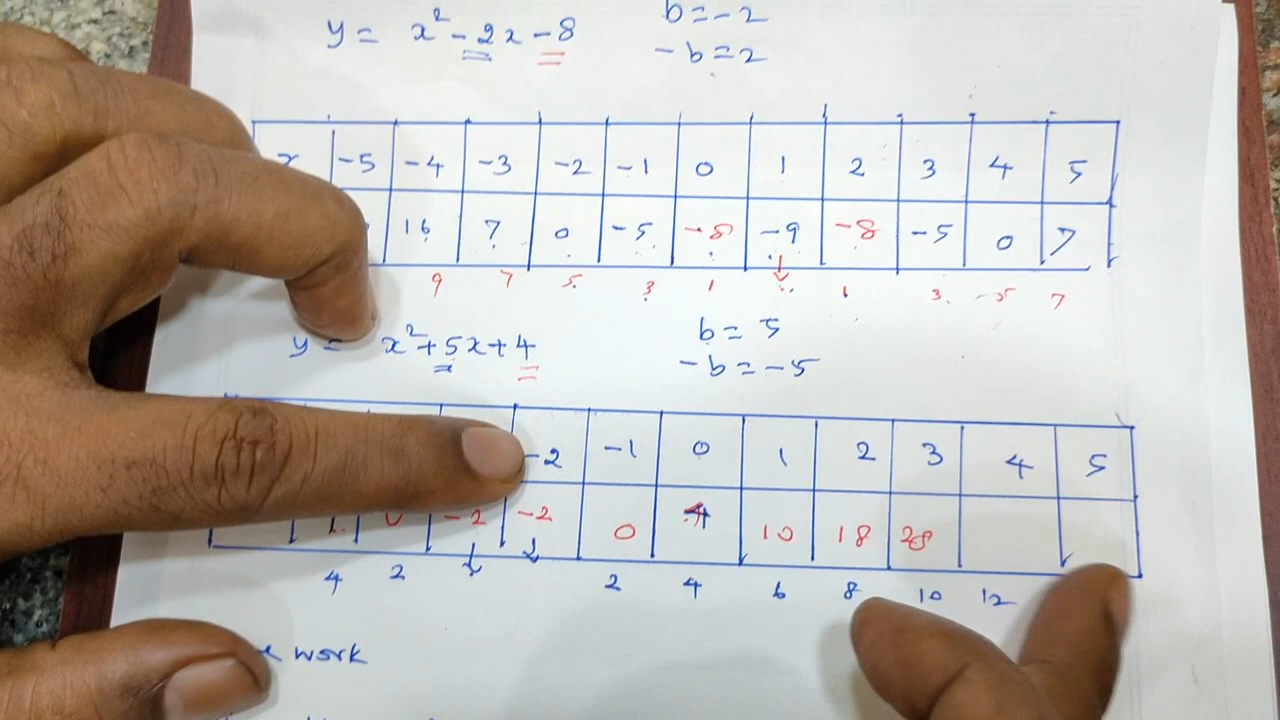 y = x² - 2x - 8
b = -2
-b = 2
x -5 -4 -3 -2 -1 0 1 2 3 4 5
16 7 0 -5 -8 -9 -8 -5 0 7
9 7 5 3 1 1 3 5 7
y = x² + 5x + 4
b = 5
-b = -5
-2 -1 0 1 2 3 4 5
0 -2 -2 0 4 10 18 28
4 2 2 4 6 8 10 12
work